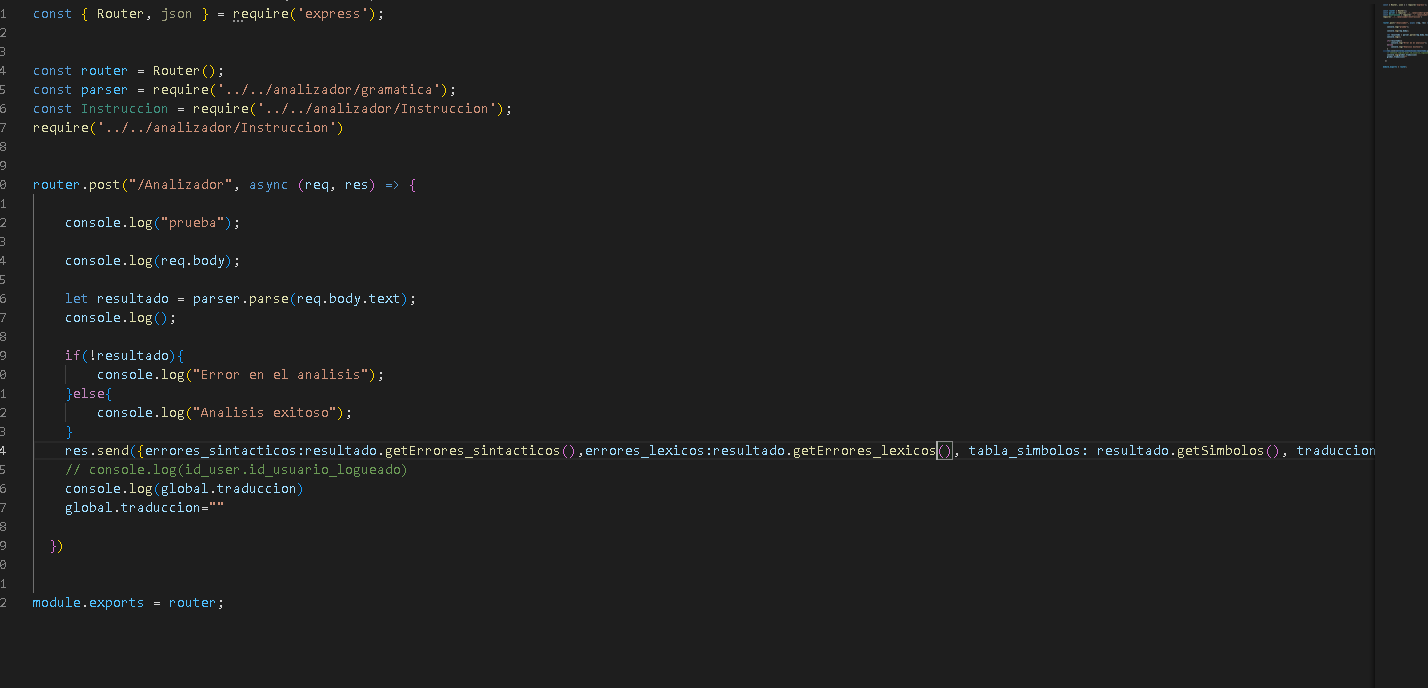 1 const { Router, json } = require('express');
2
3
4 const router = Router();
5 const parser = require('../../analizador/gramatica');
6 const Instruccion = require('../../analizador/Instruccion');
7 require('../../analizador/Instruccion')
8
9
0 router.post("/Analizador", async (req, res) => {
1
2 console.log("prueba");
3
4 console.log(req.body);
5
6 let resultado = parser.parse(req.body.text);
7 console.log();
8
9 if(!resultado){
0 console.log("Error en el analisis");
1 }else{
2 console.log("Analisis exitoso");
3 }
4 res.send({errores_sintacticos:resultado.getErrores_sintacticos(),errores_lexicos:resultado.getErrores_lexicos(), tabla_simbolos: resultado.getSimbolos(), traduccion
5 // console.log(id_user.id_usuario_logueado)
6 console.log(global.traduccion)
7 global.traduccion=""
8
9 })
0
1
2 module.exports = router;